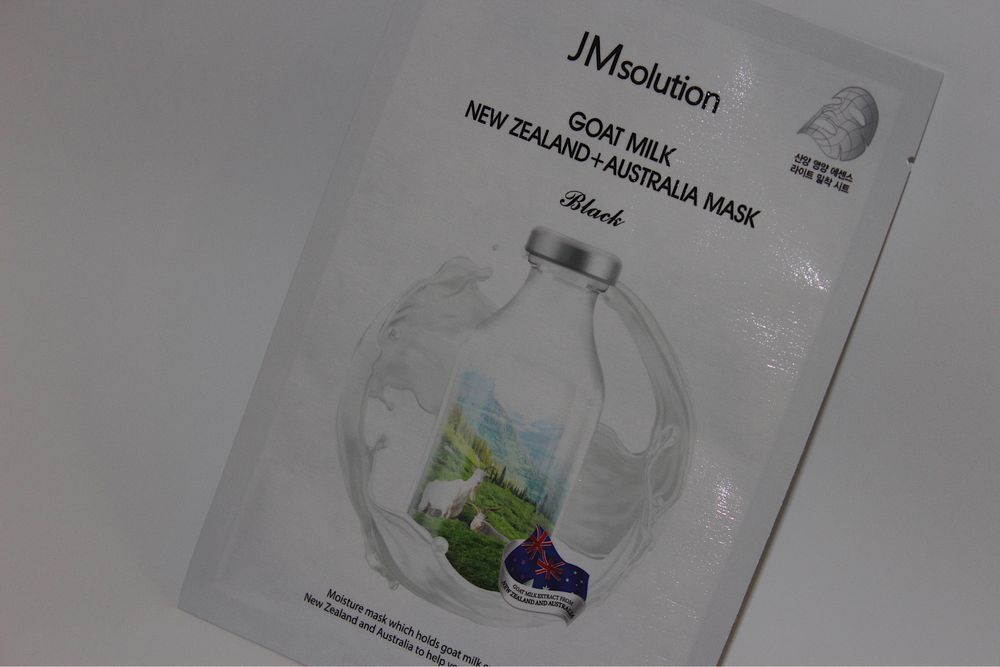 JMsolution
GOAT MILK
NEW ZEALAND+AUSTRALIA MASK
Black
산양 영양 에센스
라이트 밀착 시트
GOAT MILK EXTRACT FROM
NEW ZEALAND AND AUSTRALIA
Moisture mask which holds goat milk
New Zealand and Australia to help